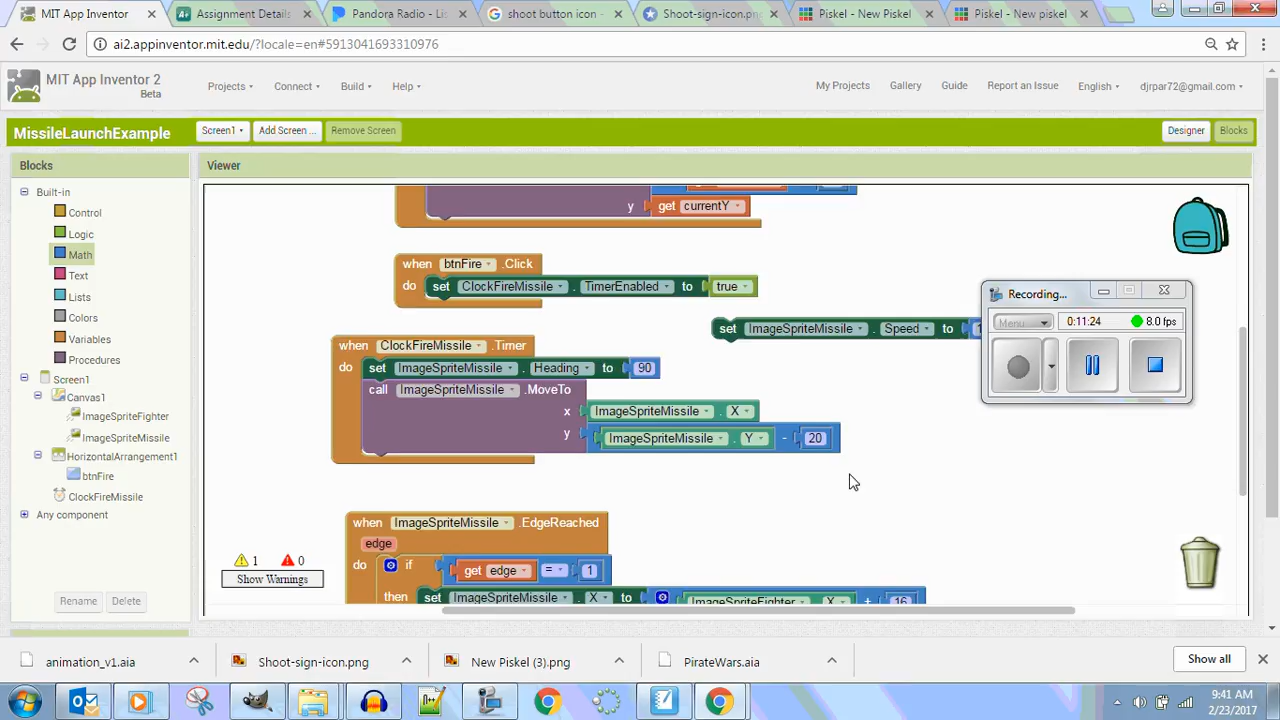 MIT App Inventor 2
Assignment Details
Pandora Radio - Lis
shoot button icon -
Shoot-sign-icon.png
Piskel - New Piskel
Piskel - New piskel
ai2.appinventor.mit.edu/?locale=en#5913041693310976
MIT App Inventor 2
Beta
Projects
Connect
Build
Help
My Projects
Gallery
Guide
Report an Issue
English
djrpar72@gmail.com
MissileLaunchExample
Screen1
Add Screen ...
Remove Screen
Designer
Blocks
Blocks
Viewer
Built-in
Control
Logic
Math
Text
Lists
Colors
Variables
Procedures
Screen1
Canvas1
ImageSpriteFighter
ImageSpriteMissile
HorizontalArrangement1
btnFire
ClockFireMissile
Any component
Rename
Delete
y get currentY
when btnFire .Click
do set ClockFireMissile . TimerEnabled to true
set ImageSpriteMissile . Speed to
when ClockFireMissile .Timer
do set ImageSpriteMissile . Heading to 90
call ImageSpriteMissile .MoveTo
x ImageSpriteMissile . X
y ImageSpriteMissile . Y - 20
when ImageSpriteMissile .EdgeReached
edge
do if get edge = 1
then set ImageSpriteMissile . X to ImageSpriteFighter . X + 16
1
0
Show Warnings
Recording...
Menu
0:11:24
8.0 fps
animation_v1.aia
Shoot-sign-icon.png
New Piskel (3).png
PirateWars.aia
Show all
9:41 AM
2/23/2017